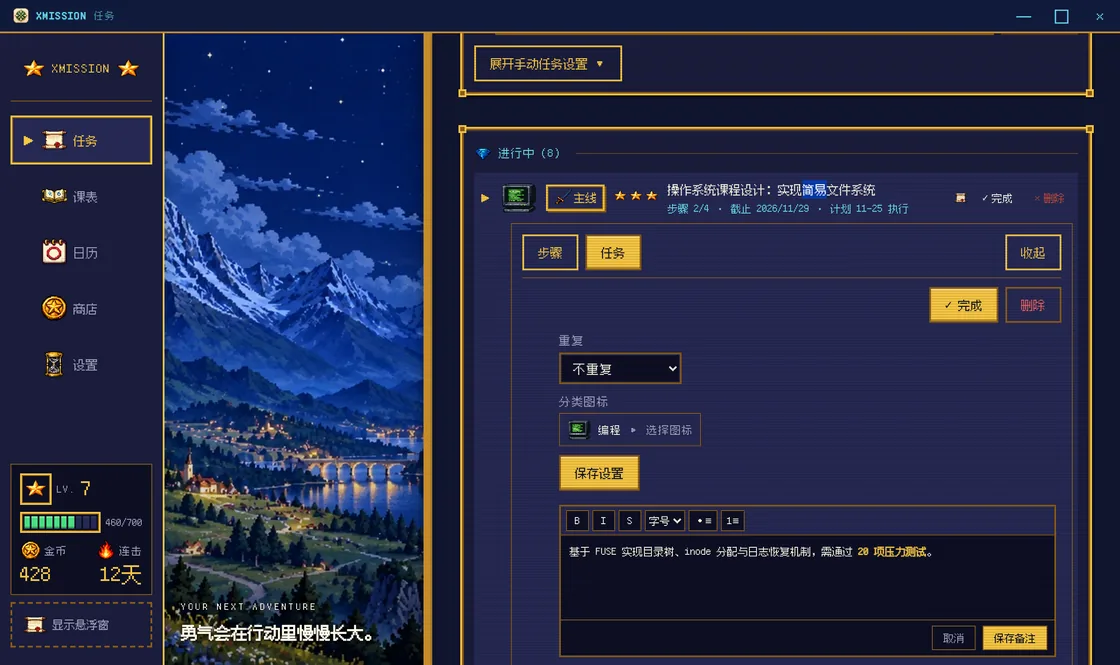 XMISSION 任务
XMISSION
任务
课表
日历
商店
设置
LV. 7
460/700
金币 连击
428 12天
显示悬浮窗
YOUR NEXT ADVENTURE
勇气会在行动里慢慢长大。
展开手动任务设置 ▼
进行中 (8)
主线 ★★★ 操作系统课程设计：实现简易文件系统
步骤 2/4 · 截止 2026/11/29 · 计划 11-25 执行
✓完成 ×删除
步骤 任务 收起
✓ 完成 删除
重复
不重复
分类图标
编程 ▸ 选择图标
保存设置
B I S 字号 •≡ 1≡
基于 FUSE 实现目录树、inode 分配与日志恢复机制，需通过 20 项压力测试。
取消 保存备注